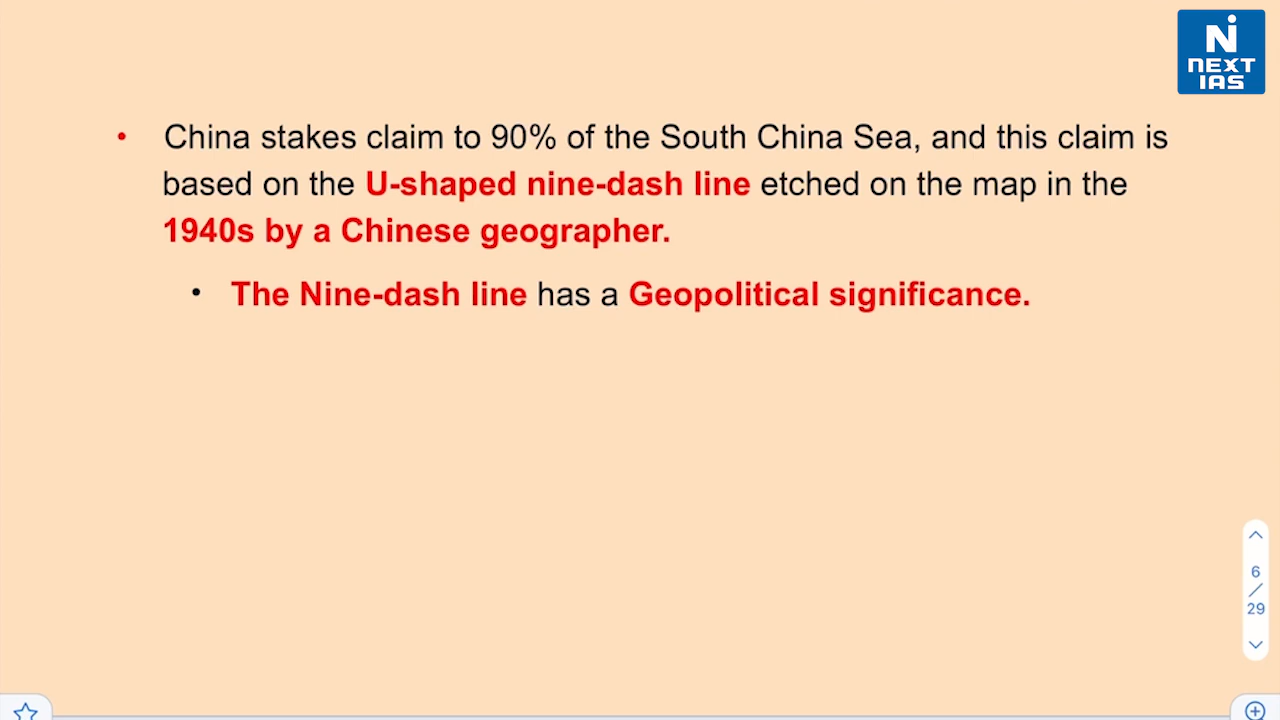 NEXT
IAS
• China stakes claim to 90% of the South China Sea, and this claim is
based on the U-shaped nine-dash line etched on the map in the
1940s by a Chinese geographer.
• The Nine-dash line has a Geopolitical significance.
6
/
29